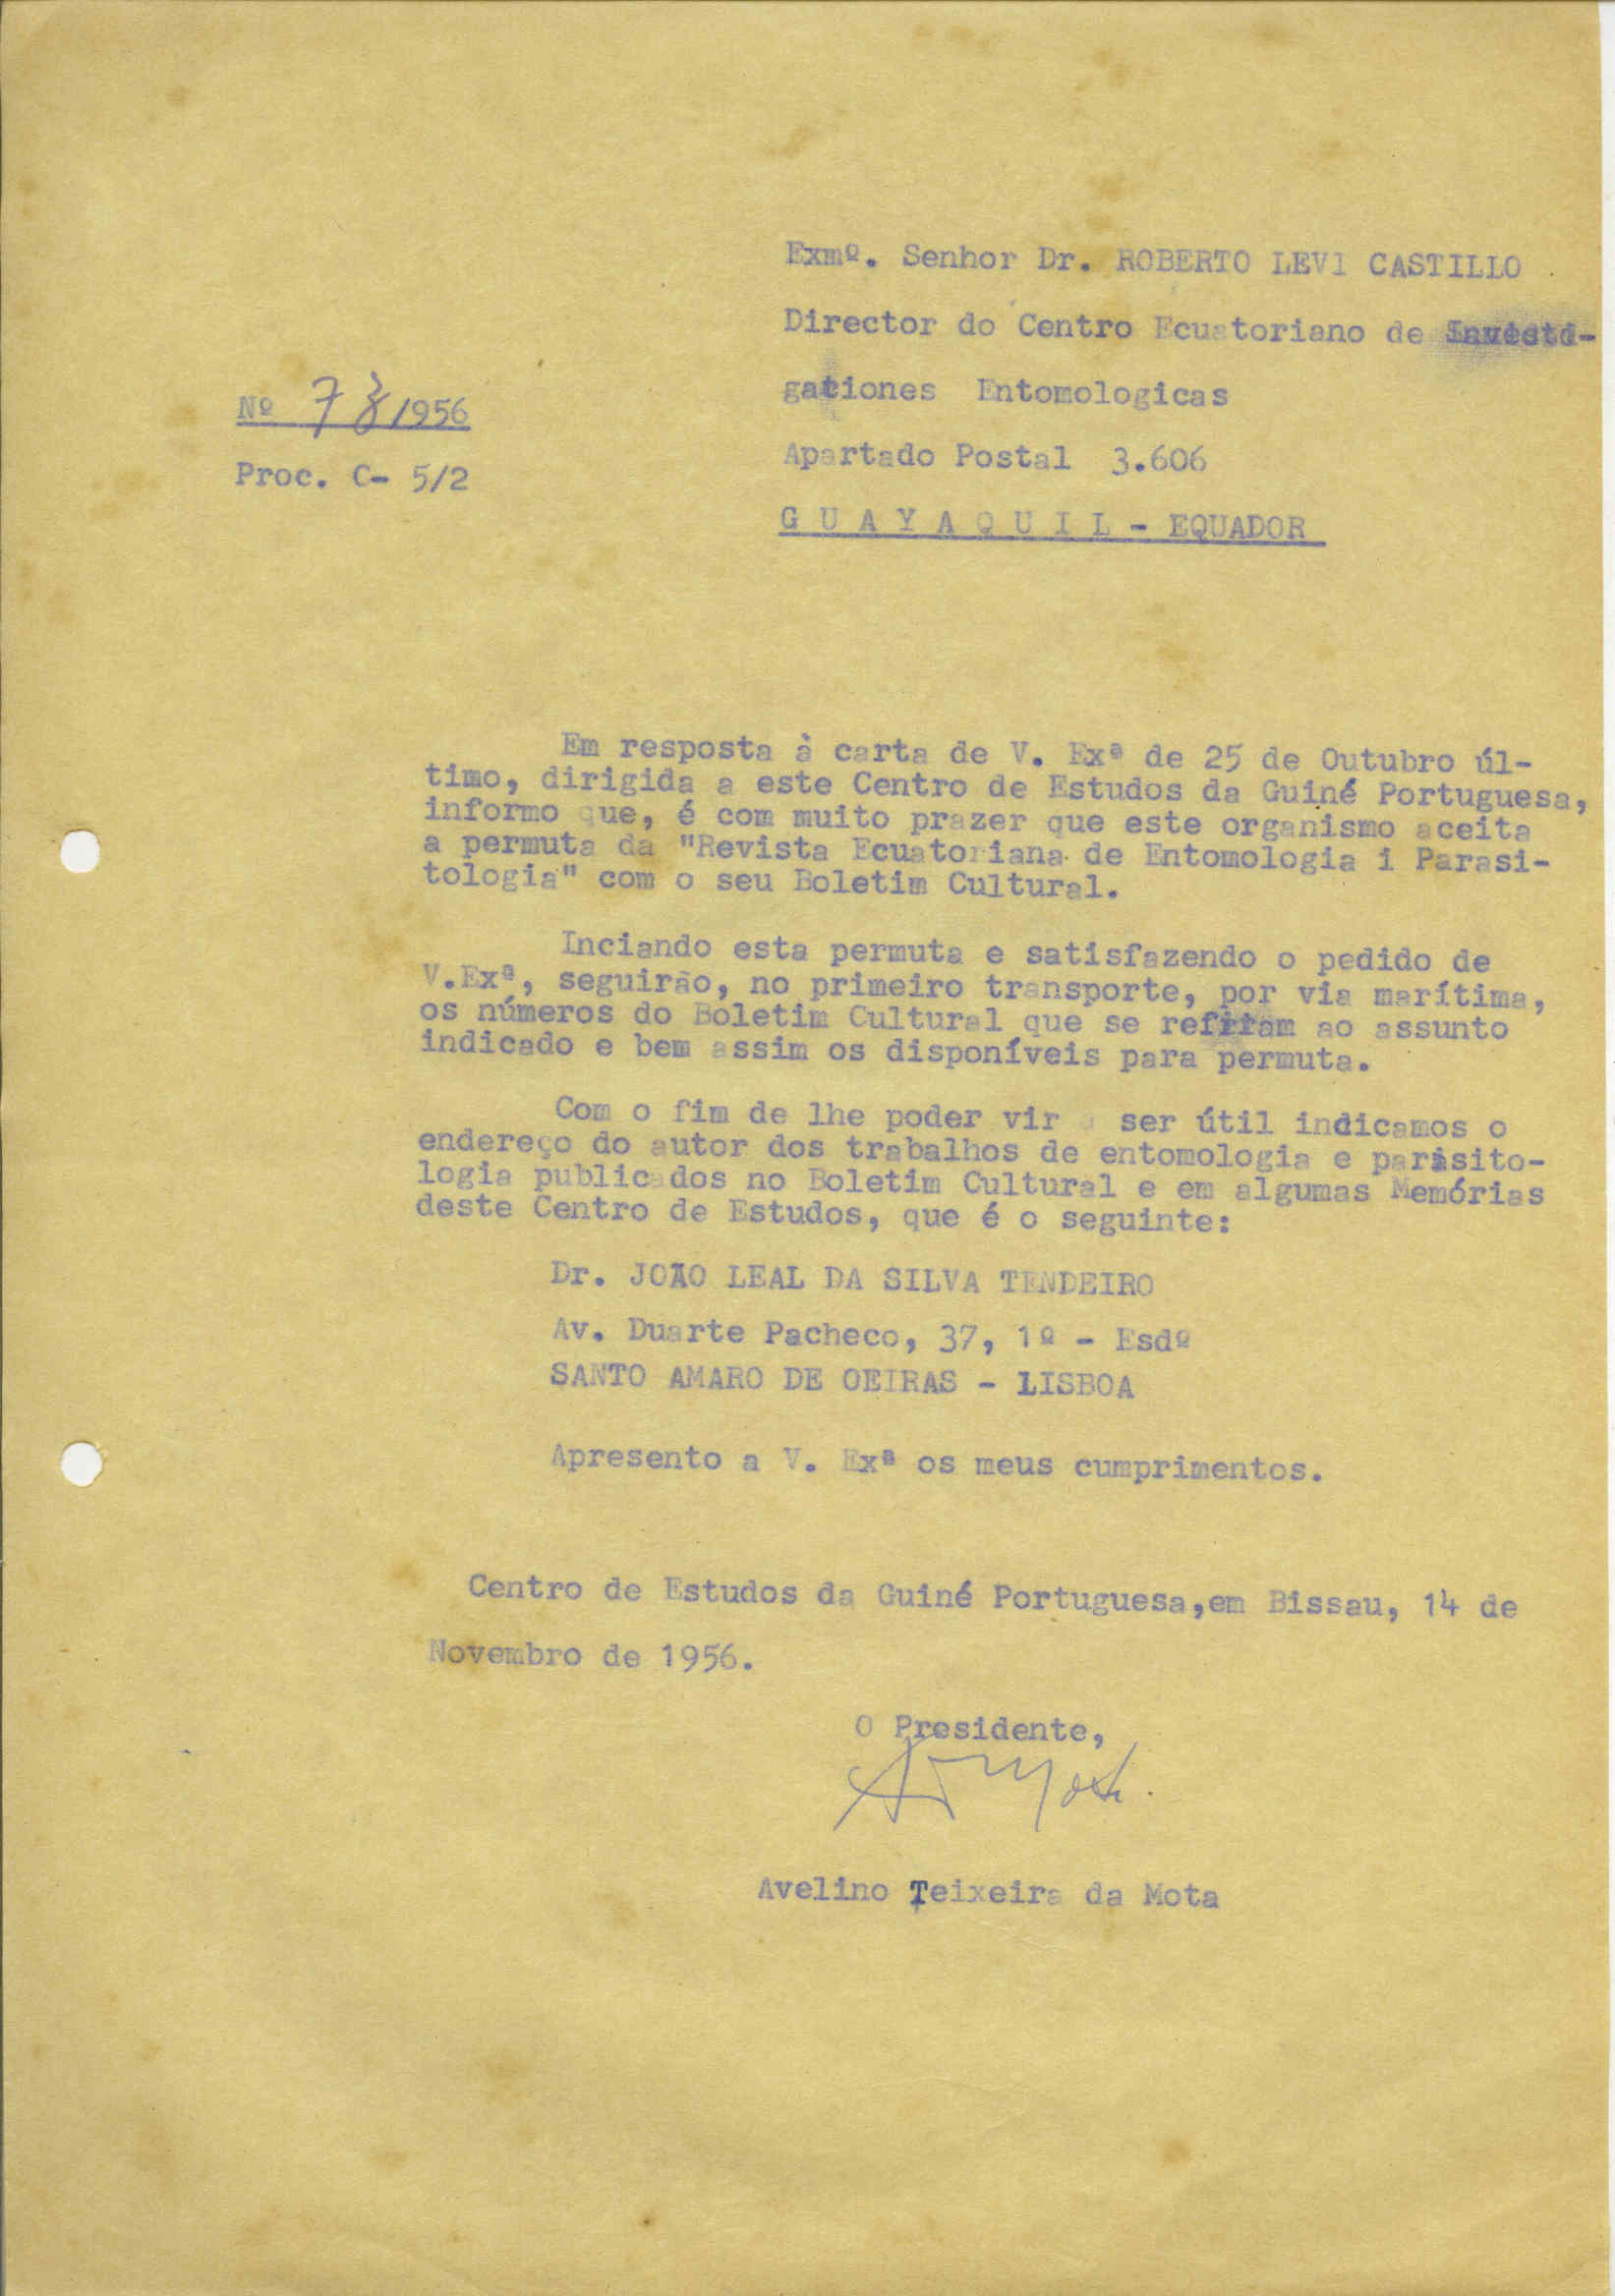 Exmº. Senhor Dr. ROBERTO LEVI CASTILLO
Director do Centro Ecuatoriano de Investi-
gationes Entomologicas
Nº 78/1956
Apartado Postal 3.606
Proc. C- 5/2
GUAYAQUIL - EQUADOR
Em resposta à carta de V. Exª de 25 de Outubro úl-
timo, dirigida a este Centro de Estudos da Guiné Portuguesa,
informo que, é com muito prazer que este organismo aceita
a permuta da "Revista Ecuatoriana de Entomologia i Parasi-
tologia" com o seu Boletim Cultural.
Inciando esta permuta e satisfazendo o pedido de
V.Exª, seguirão, no primeiro transporte, por via marítima,
os números do Boletim Cultural que se refiram ao assunto
indicado e bem assim os disponíveis para permuta.
Com o fim de lhe poder vir a ser útil indicamos o
endereço do autor dos trabalhos de entomologia e parasito-
logia publicados no Boletim Cultural e em algumas Memórias
deste Centro de Estudos, que é o seguinte:
Dr. JOÃO LEAL DA SILVA TENDEIRO
Av. Duarte Pacheco, 37, 1º - Esdº
SANTO AMARO DE OEIRAS - LISBOA
Apresento a V. Exª os meus cumprimentos.
Centro de Estudos da Guiné Portuguesa,em Bissau, 14 de
Novembro de 1956.
O Presidente,
Avelino Teixeira da Mota